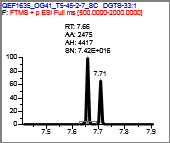 QEF1635_OG41_T5-45-2-7_SC DGT8-33:1
F: FTMS + p ESI Full ms [500.0000-2000.0000]
RT: 7.66
AA: 2475
AH: 4417
SN: 7.42E+016
7.71
100
80
60
40
20
0
7.5 7.6 7.7 7.8 7.9